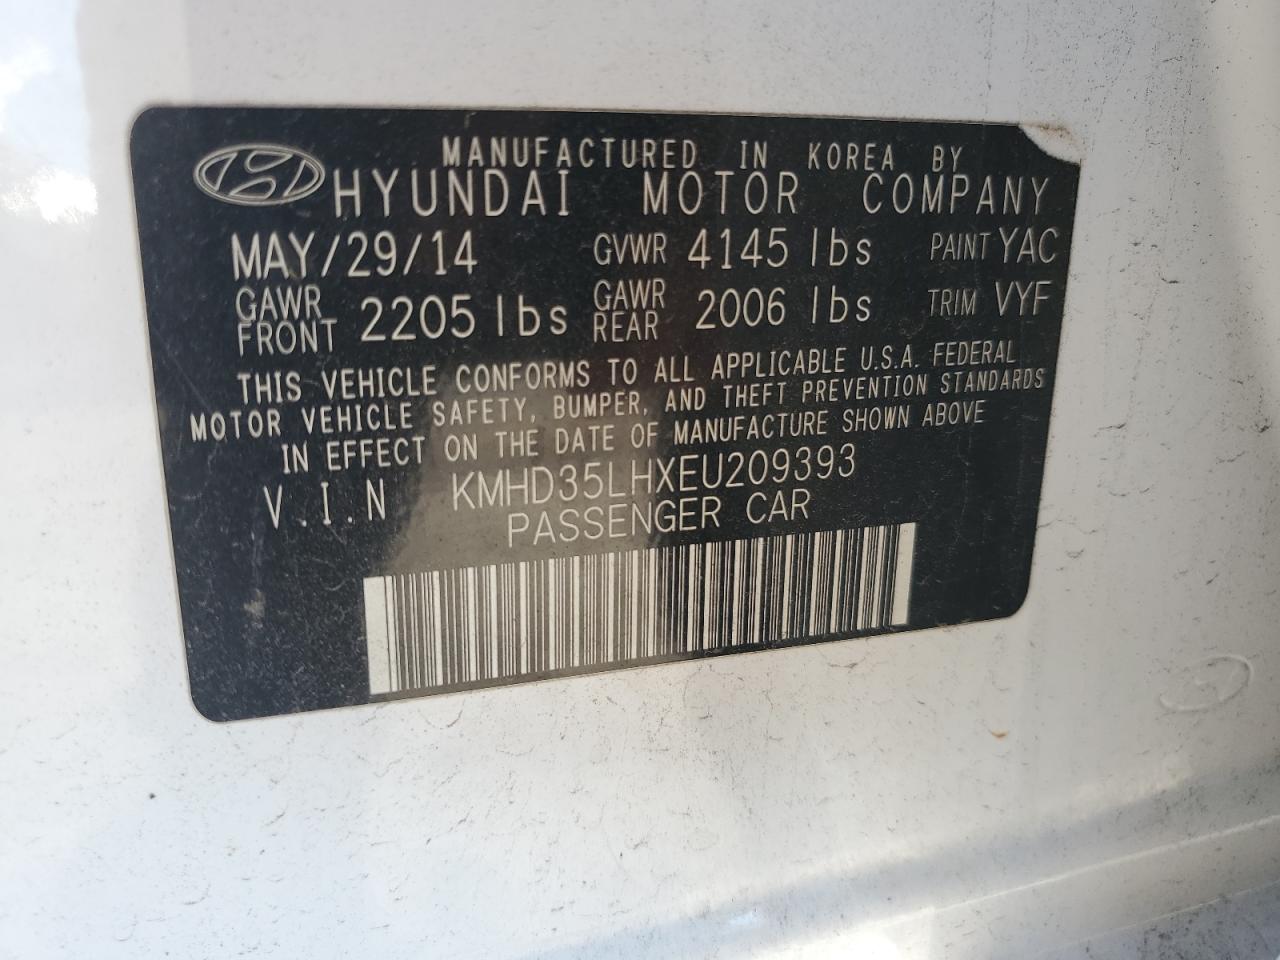 MANUFACTURED IN KOREA BY
HYUNDAI MOTOR COMPANY
MAY/29/14 GVWR 4145 lbs PAINT YAC
GAWR FRONT 2205 lbs GAWR REAR 2006 lbs TRIM VYF
THIS VEHICLE CONFORMS TO ALL APPLICABLE U.S.A. FEDERAL
MOTOR VEHICLE SAFETY, BUMPER, AND THEFT PREVENTION STANDARDS
IN EFFECT ON THE DATE OF MANUFACTURE SHOWN ABOVE
V.I.N KMHD35LHXEU209393
PASSENGER CAR